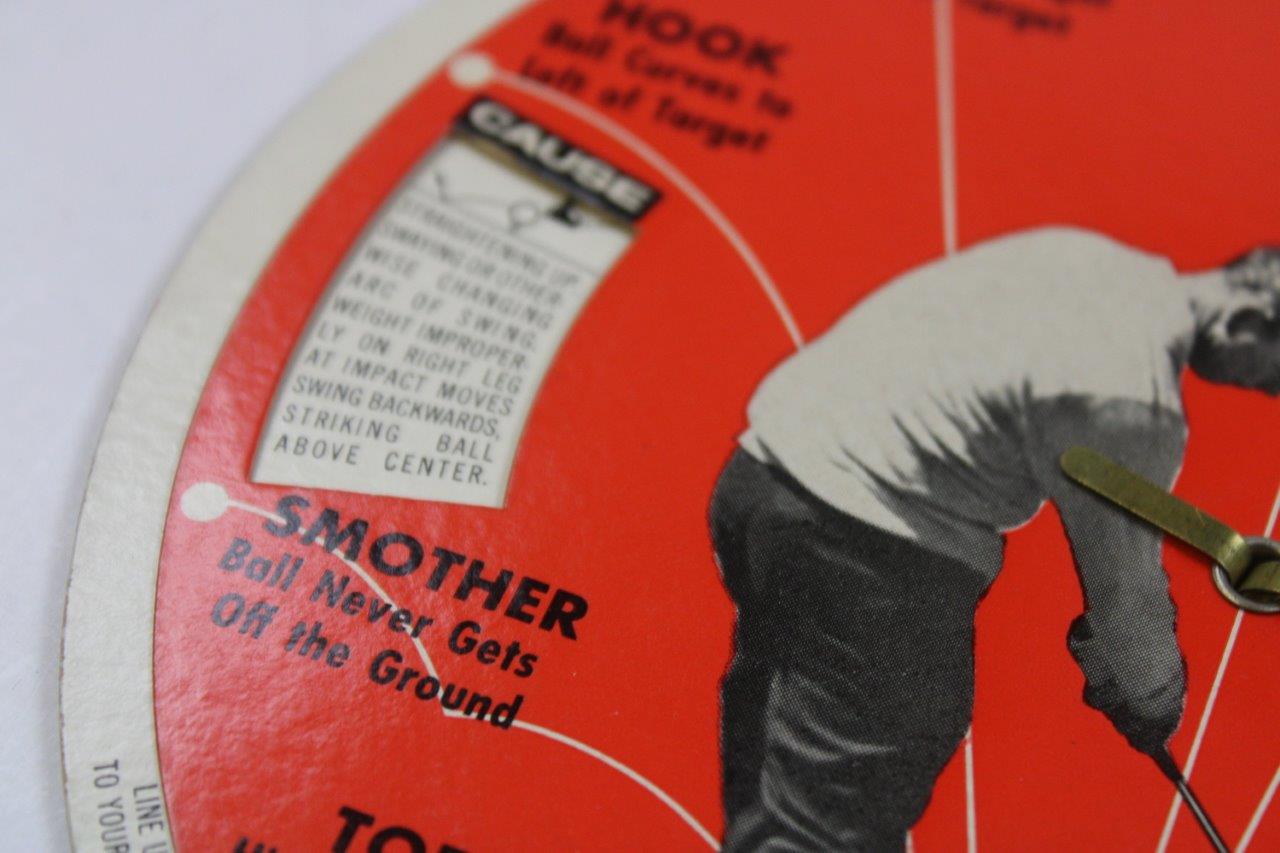 HOOK
Ball Curves to
Left of Target
Target
CAUSE
STRAIGHTENING UP
SWAYING OR OTHER-
WISE CHANGING
ARC OF SWING.
WEIGHT IMPROPER-
LY ON RIGHT LEG
AT IMPACT MOVES
SWING BACKWARDS,
STRIKING BALL
ABOVE CENTER.
SMOTHER
Ball Never Gets
Off the Ground
LINE
TO YOUR